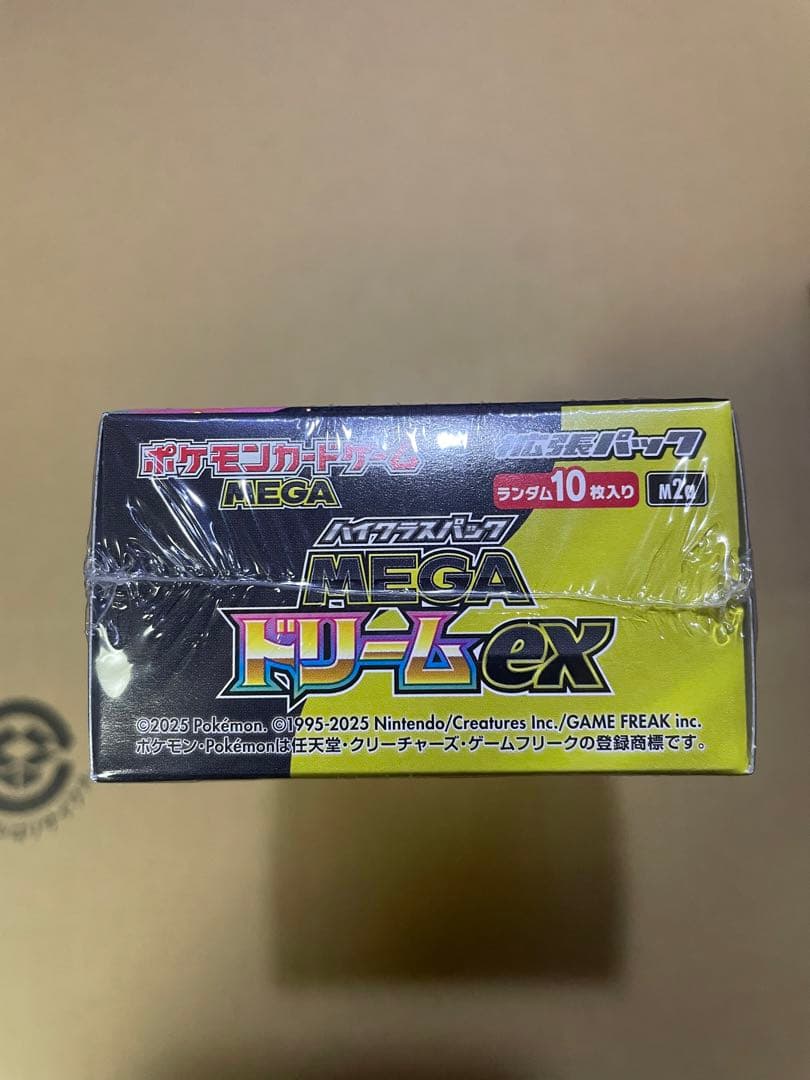 ポケモンカードゲーム
MEGA
拡張パック
ランダム10枚入り M2a
ハイクラスパック
MEGA
ドリームex
©2025 Pokémon. ©1995-2025 Nintendo/Creatures Inc./GAME FREAK inc.
ポケモン・Pokémonは任天堂・クリーチャーズ・ゲームフリークの登録商標です。